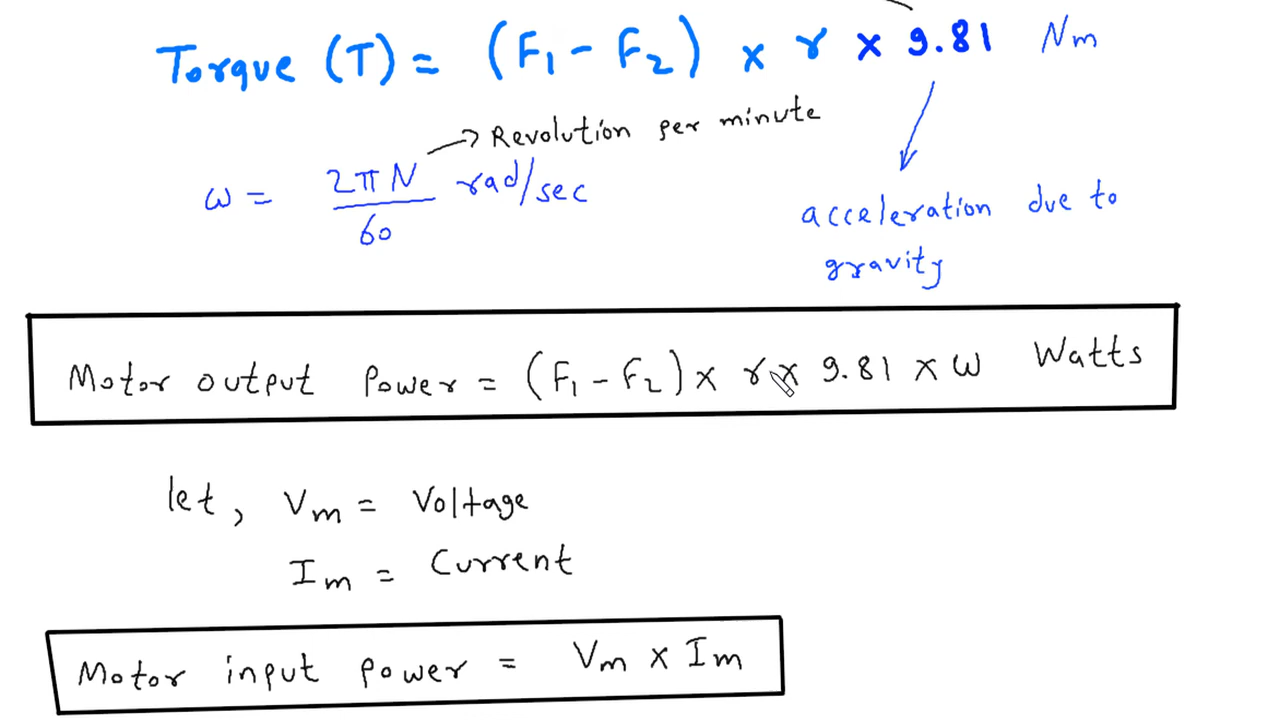 Torque (T) = (F₁ - F₂) × r × 9.81 Nm
→ Revolution per minute
ω = 2πN/60 rad/sec
acceleration due to
gravity
Motor output Power = (F₁ - F₂) × r × 9.81 × ω Watts
let, Vm = Voltage
Im = Current
Motor input power = Vm × Im